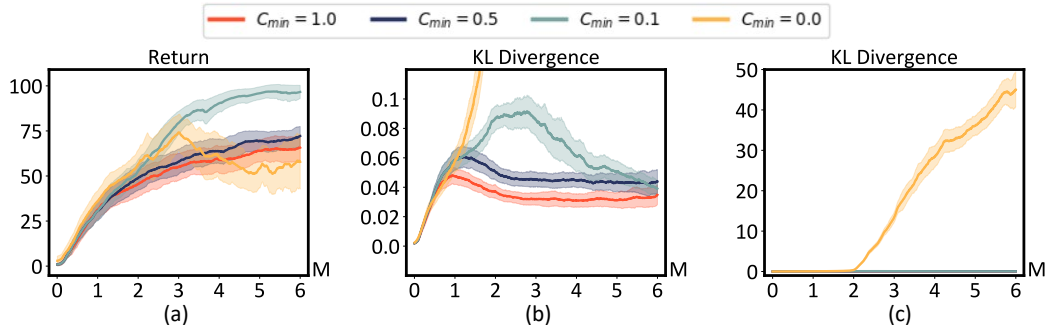 C_min = 1.0 C_min = 0.5 C_min = 0.1 C_min = 0.0
Return
100
75
50
25
0
0 1 2 3 4 5 6 M
(a)
KL Divergence
0.1
0.08
0.06
0.04
0.02
0.0
0 1 2 3 4 5 6 M
(b)
KL Divergence
50
40
30
20
10
0
0 1 2 3 4 5 6 M
(c)